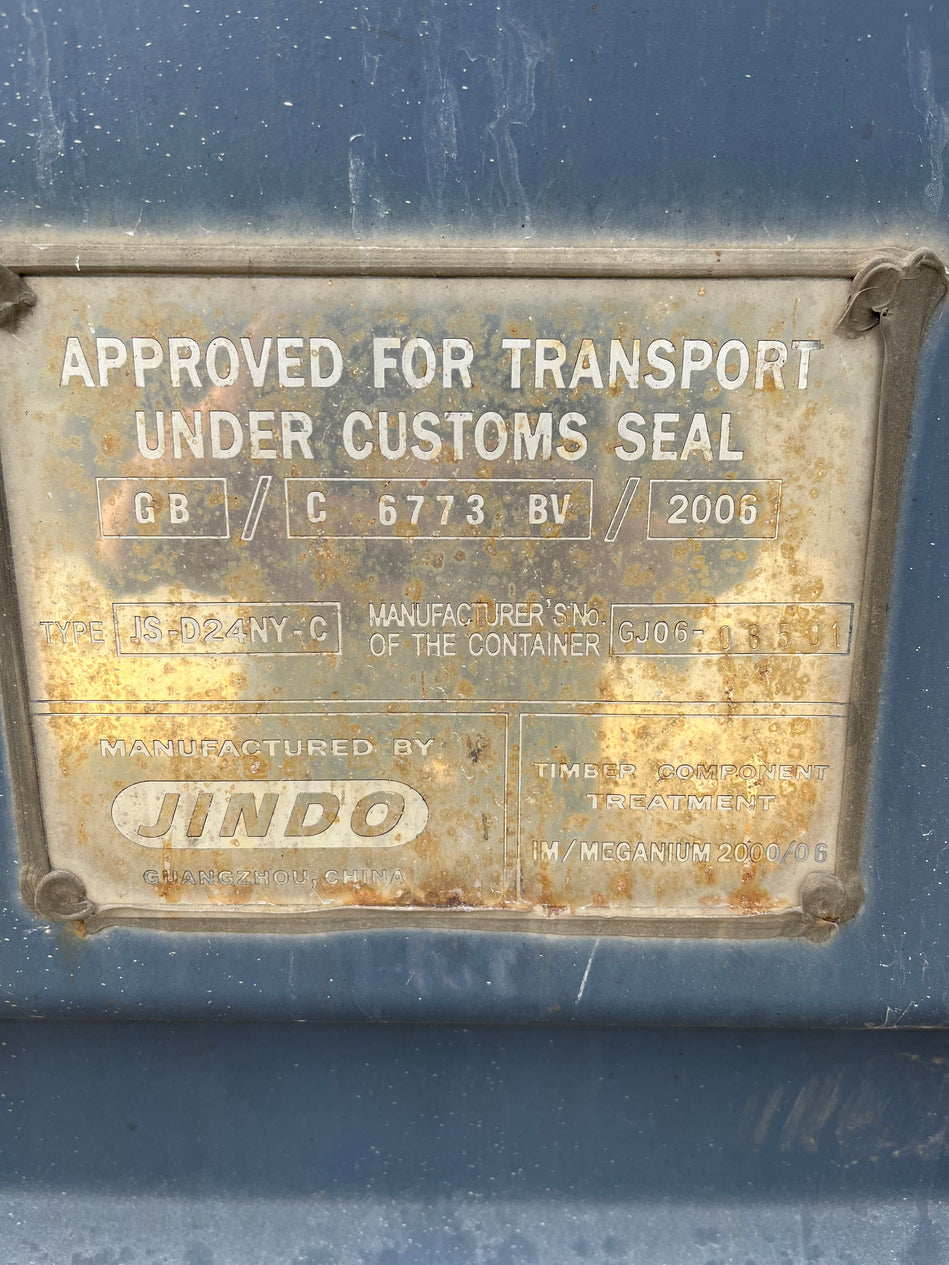 APPROVED FOR TRANSPORT
UNDER CUSTOMS SEAL
GB / C 6773 BV / 2006
TYPE JS-D24NY-C MANUFACTURER'S No. OF THE CONTAINER GJ06-08501
MANUFACTURED BY
JINDO
GUANGZHOU, CHINA
TIMBER COMPONENT
TREATMENT
IM/MEGANIUM 2000/06